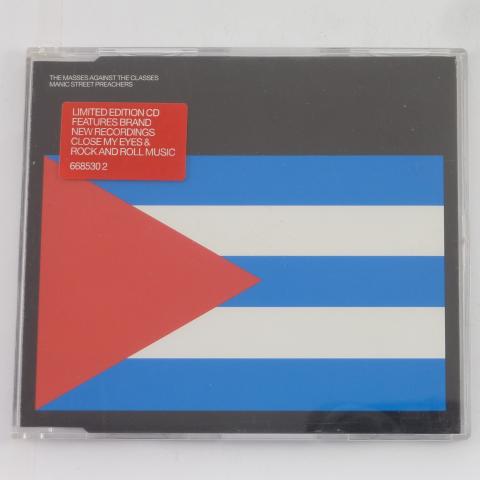 THE MASSES AGAINST THE CLASSES
MANIC STREET PREACHERS
LIMITED EDITION CD
FEATURES BRAND
NEW RECORDINGS
CLOSE MY EYES &
ROCK AND ROLL MUSIC
668530 2